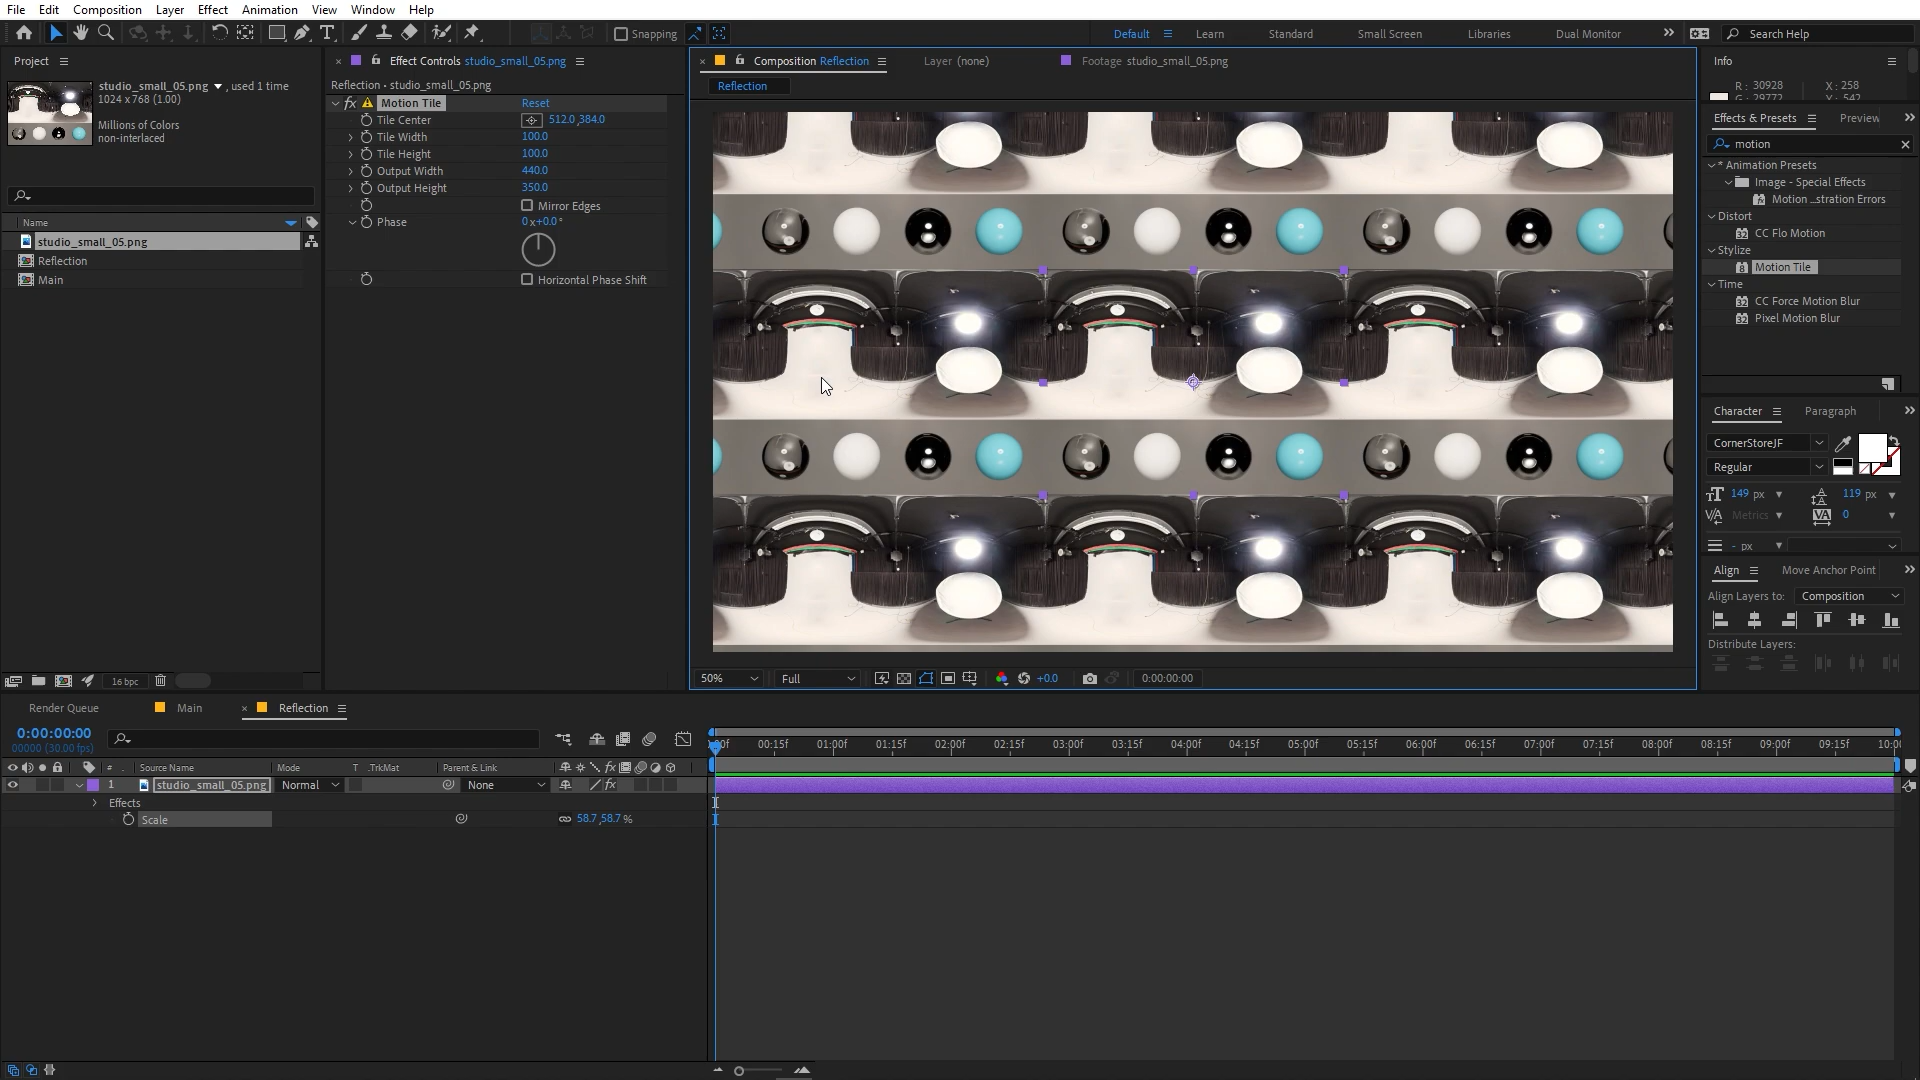 File Edit Composition Layer Effect Animation View Window Help
Snapping
Default Learn Standard Small Screen Libraries Dual Monitor Search Help
Project
studio_small_05.png , used 1 time
1024 x 768 (1.00)
Millions of Colors
non-interlaced
Name
studio_small_05.png
Reflection
Main
16 bpc
Effect Controls studio_small_05.png
Reflection • studio_small_05.png
fx Motion Tile Reset
Tile Center 512.0,384.0
Tile Width 100.0
Tile Height 100.0
Output Width 440.0
Output Height 350.0
Mirror Edges
Phase 0x+0.0°
Horizontal Phase Shift
Composition Reflection Layer (none) Footage studio_small_05.png
Reflection
50% Full +0.0 0:00:00:00
Info
R: 30928 X: 258
G: 29772 Y: 542
Effects & Presets Preview
motion
* Animation Presets
Image - Special Effects
Motion ...stration Errors
Distort
CC Flo Motion
Stylize
Motion Tile
Time
CC Force Motion Blur
Pixel Motion Blur
Character Paragraph
CornerStoreJF
Regular
149 px 119 px
Metrics 0
- px
Align Move Anchor Point
Align Layers to: Composition
Distribute Layers:
Render Queue Main Reflection
0:00:00:00
00000 (30.00 fps)
# Source Name Mode T .TrkMat Parent & Link
1 studio_small_05.png Normal None
Effects
Scale 58.7,58.7%
:00f 00:15f 01:00f 01:15f 02:00f 02:15f 03:00f 03:15f 04:00f 04:15f 05:00f 05:15f 06:00f 06:15f 07:00f 07:15f 08:00f 08:15f 09:00f 09:15f 10:00